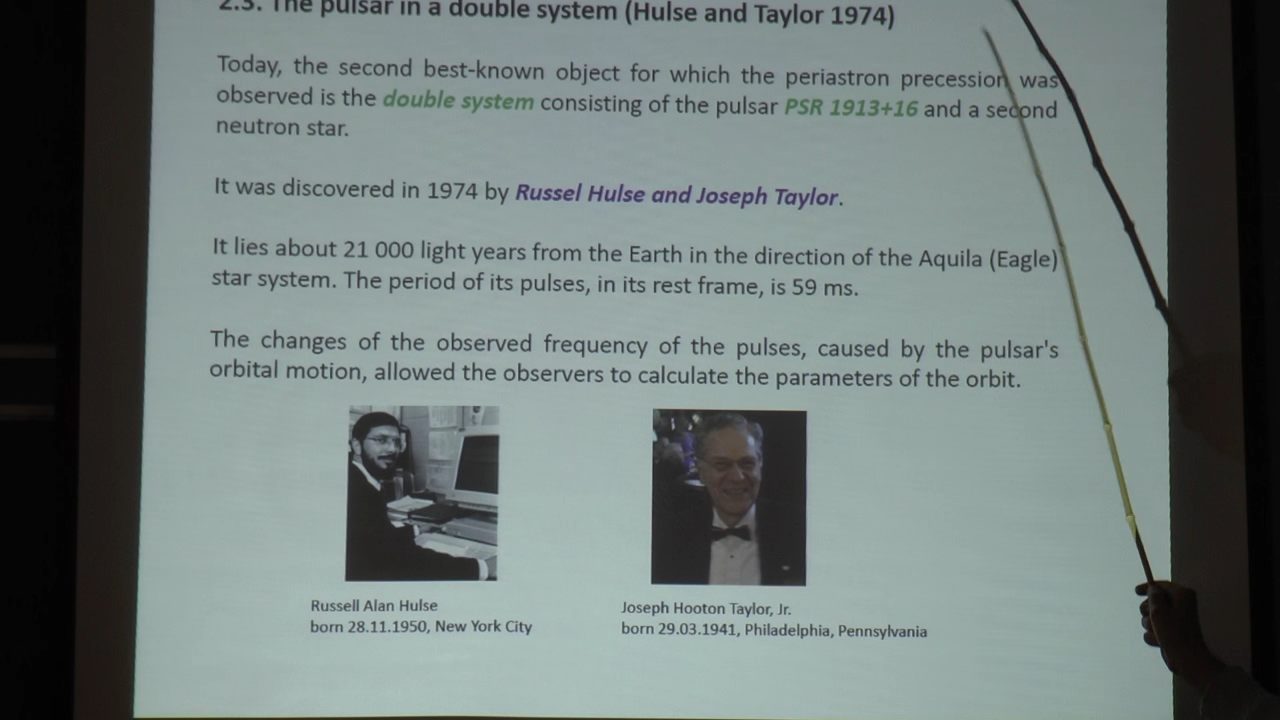 2.3. The pulsar in a double system (Hulse and Taylor 1974)
Today, the second best-known object for which the periastron precession was
observed is the double system consisting of the pulsar PSR 1913+16 and a second
neutron star.
It was discovered in 1974 by Russel Hulse and Joseph Taylor.
It lies about 21 000 light years from the Earth in the direction of the Aquila (Eagle)
star system. The period of its pulses, in its rest frame, is 59 ms.
The changes of the observed frequency of the pulses, caused by the pulsar's
orbital motion, allowed the observers to calculate the parameters of the orbit.
Russell Alan Hulse
born 28.11.1950, New York City
Joseph Hooton Taylor, Jr.
born 29.03.1941, Philadelphia, Pennsylvania